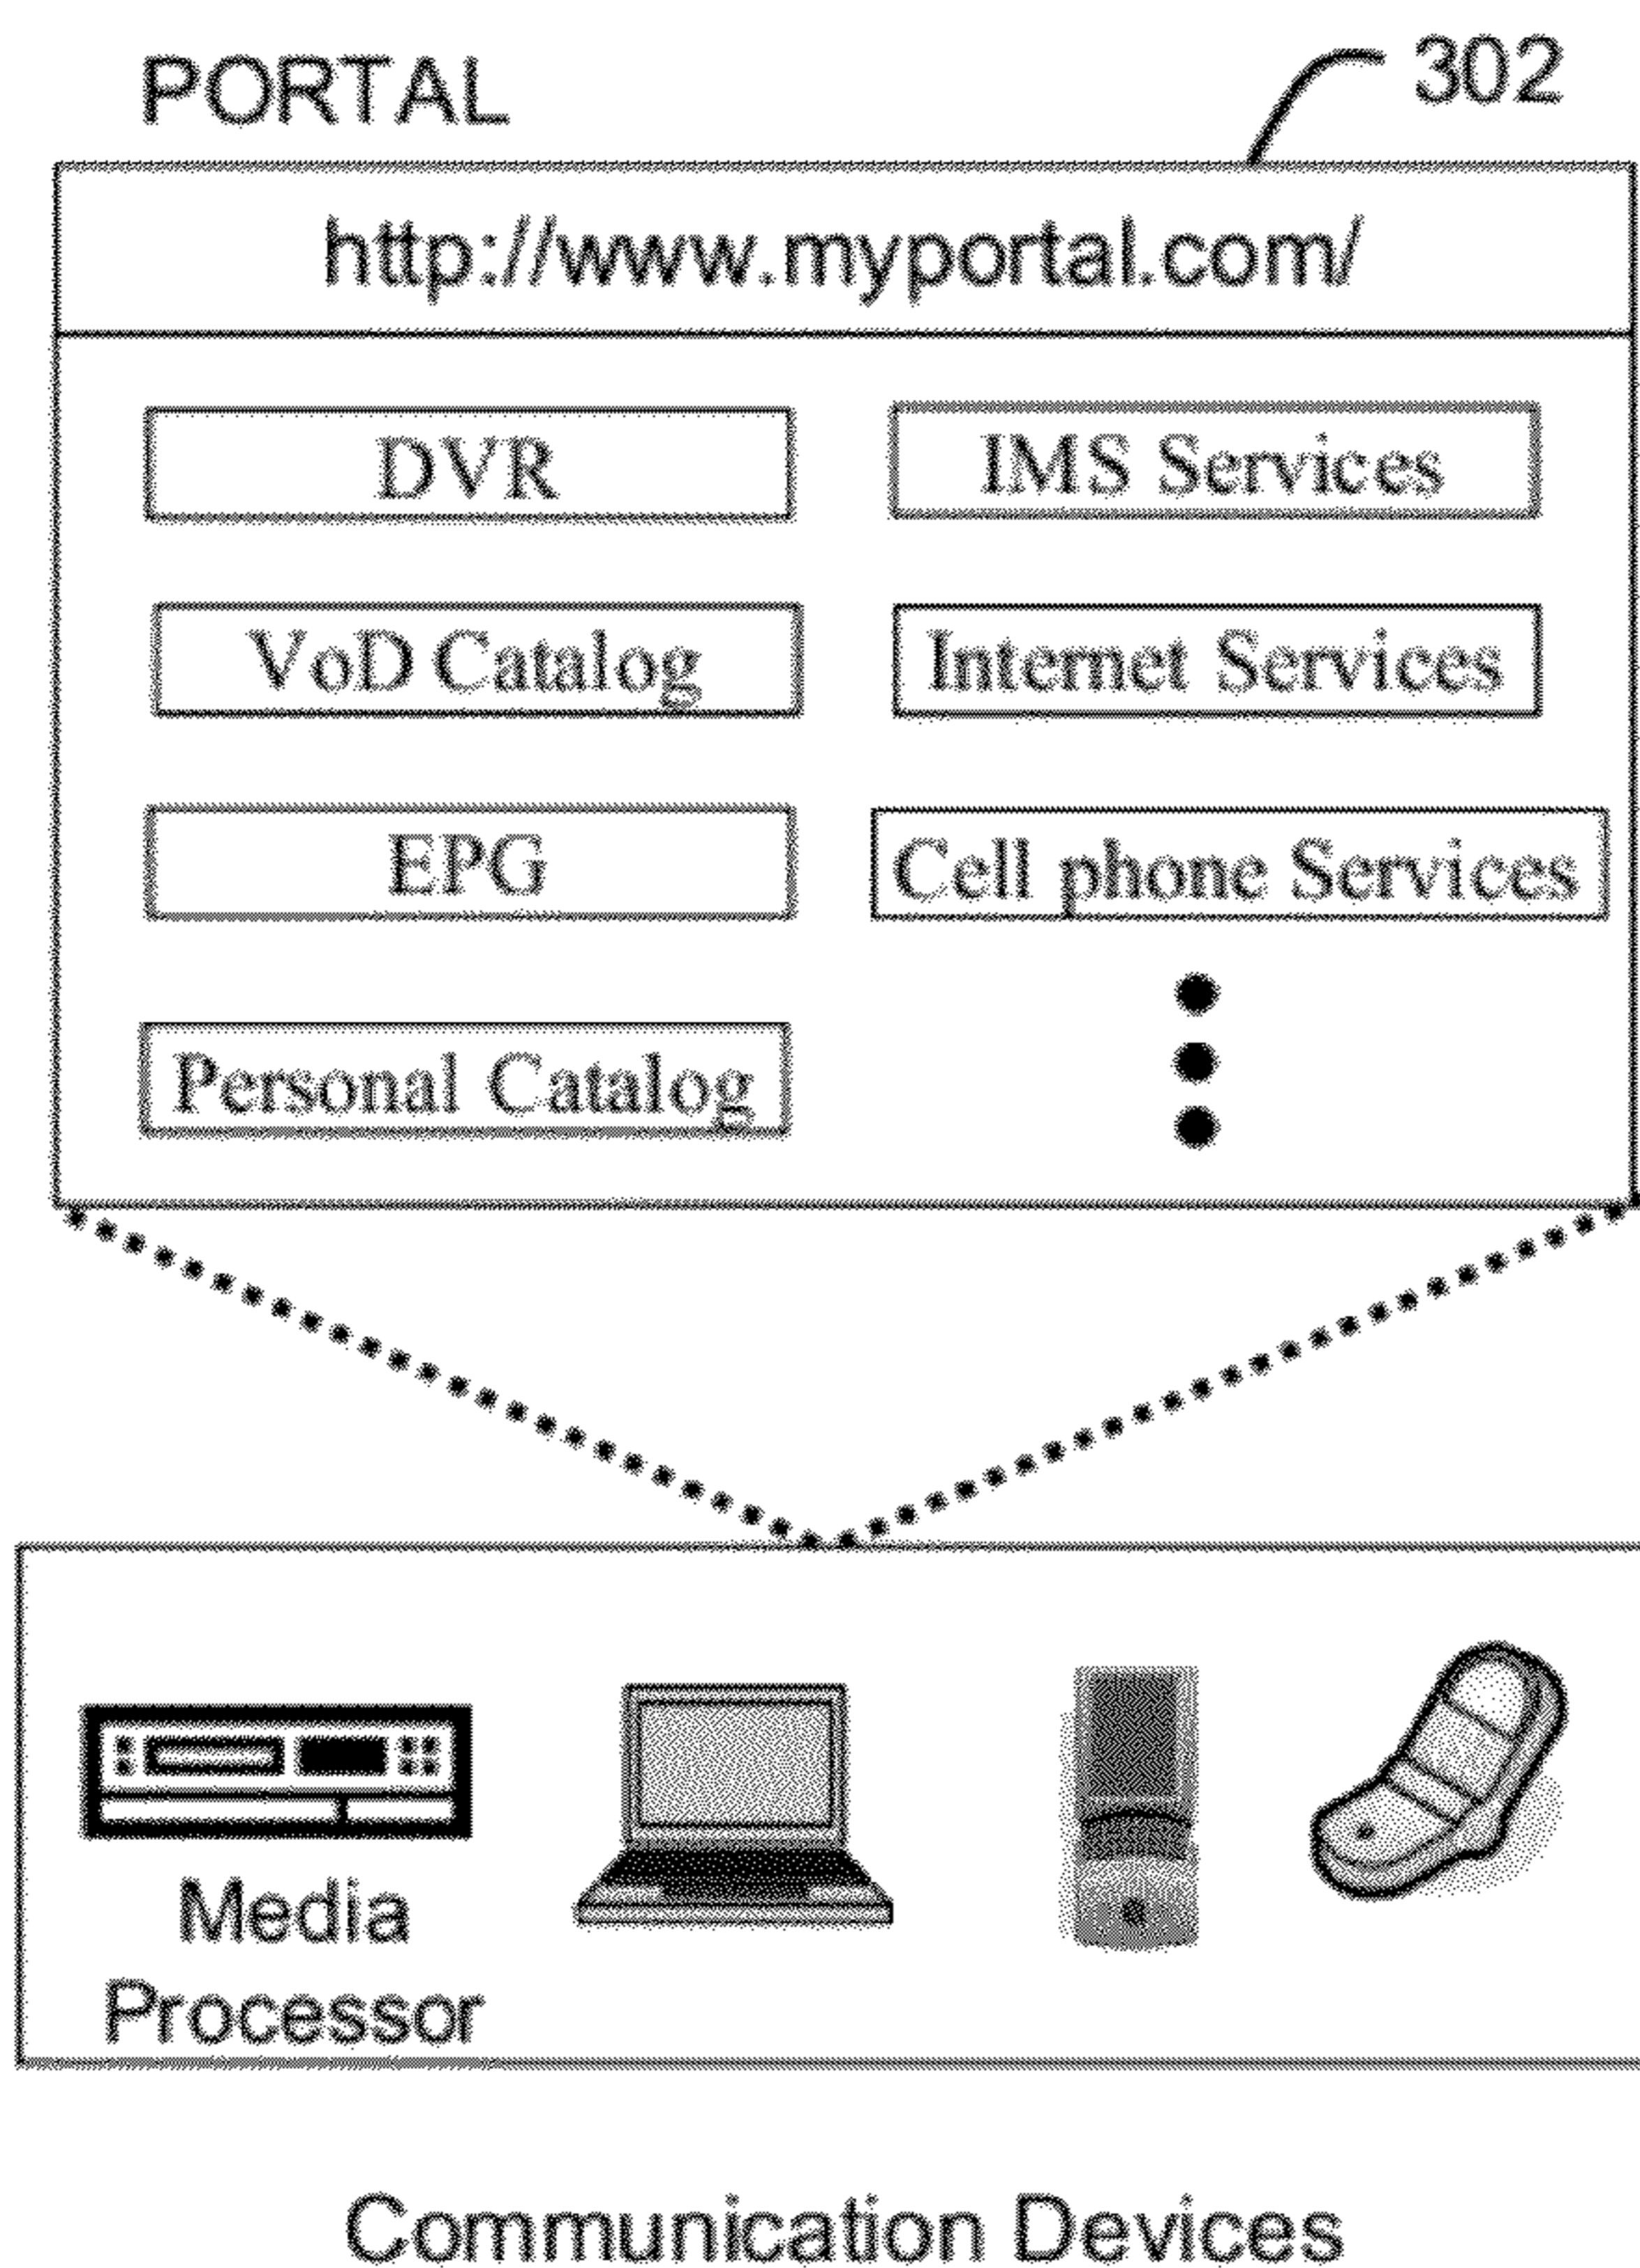 PORTAL
302
http://www.myportal.com/
DVR
IMS Services
VoD Catalog
Internet Services
EPG
Cell phone Services
Personal Catalog
Media
Processor
Communication Devices